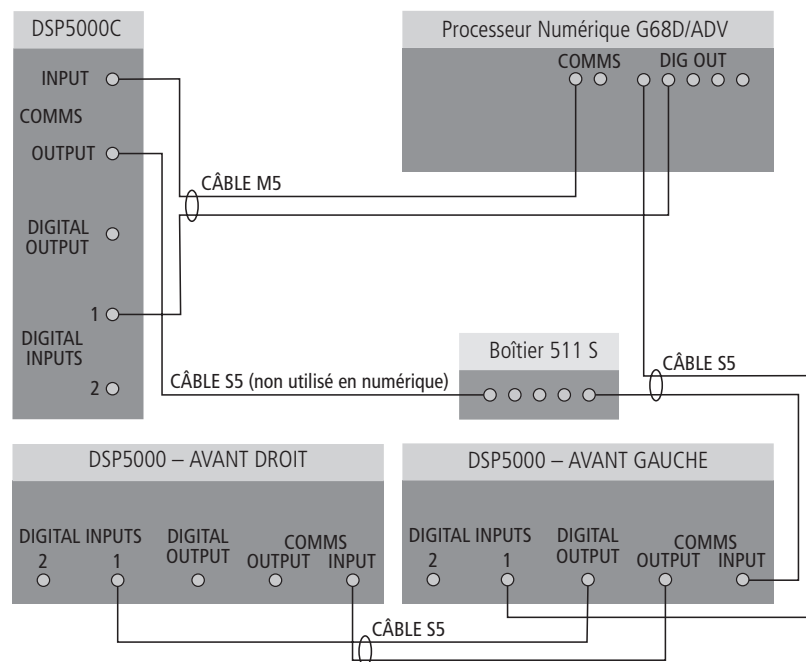 DSP5000C
INPUT
COMMS
OUTPUT
DIGITAL
OUTPUT
1
DIGITAL
INPUTS
2
Processeur Numérique G68D/ADV
COMMS
DIG OUT
CÂBLE M5
Boîtier 511 S
CÂBLE S5
CÂBLE S5 (non utilisé en numérique)
DSP5000 – AVANT DROIT
DIGITAL INPUTS
2
1
DIGITAL
OUTPUT
COMMS
OUTPUT
INPUT
DSP5000 – AVANT GAUCHE
DIGITAL INPUTS
2
1
DIGITAL
OUTPUT
COMMS
OUTPUT
INPUT
CÂBLE S5